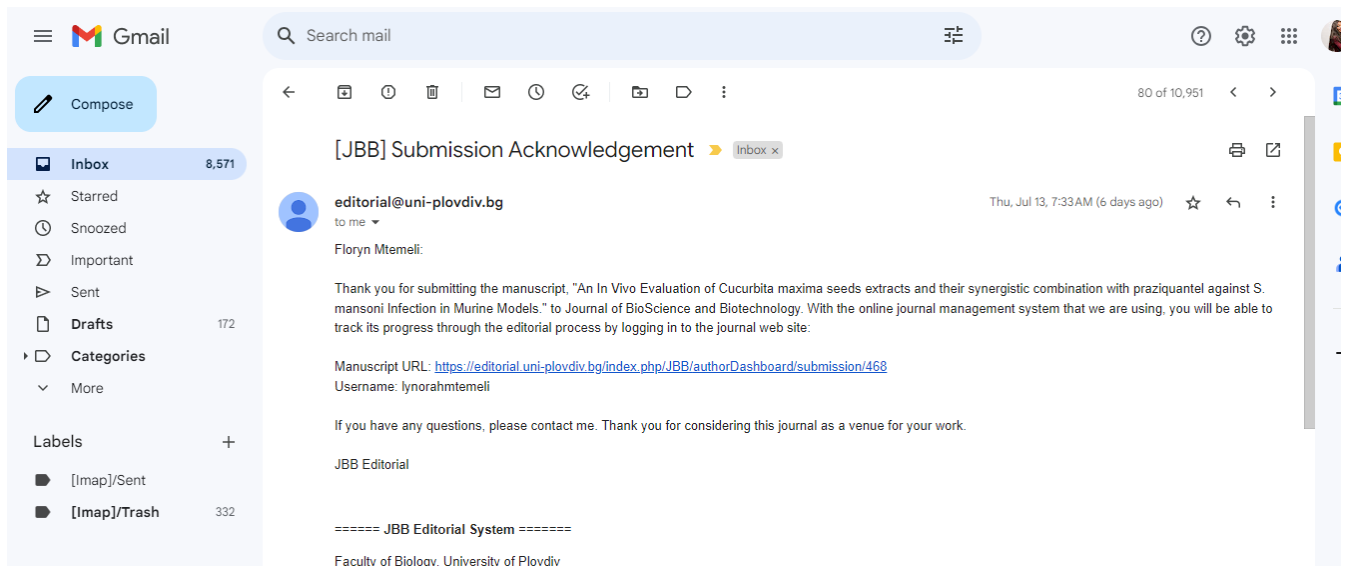 Gmail
Search mail
Compose
80 of 10,951
Inbox 8,571
Starred
Snoozed
Important
Sent
Drafts 172
Categories
More
Labels
[Imap]/Sent
[Imap]/Trash 332
[JBB] Submission Acknowledgement Inbox ×
editorial@uni-plovdiv.bg
Thu, Jul 13, 7:33 AM (6 days ago)
to me
Floryn Mtemeli:
Thank you for submitting the manuscript, "An In Vivo Evaluation of Cucurbita maxima seeds extracts and their synergistic combination with praziquantel against S.
mansoni Infection in Murine Models." to Journal of BioScience and Biotechnology. With the online journal management system that we are using, you will be able to
track its progress through the editorial process by logging in to the journal web site:
Manuscript URL: https://editorial.uni-plovdiv.bg/index.php/JBB/authorDashboard/submission/468
Username: lynorahmtemeli
If you have any questions, please contact me. Thank you for considering this journal as a venue for your work.
JBB Editorial
====== JBB Editorial System =======
Faculty of Biology, University of Plovdiv